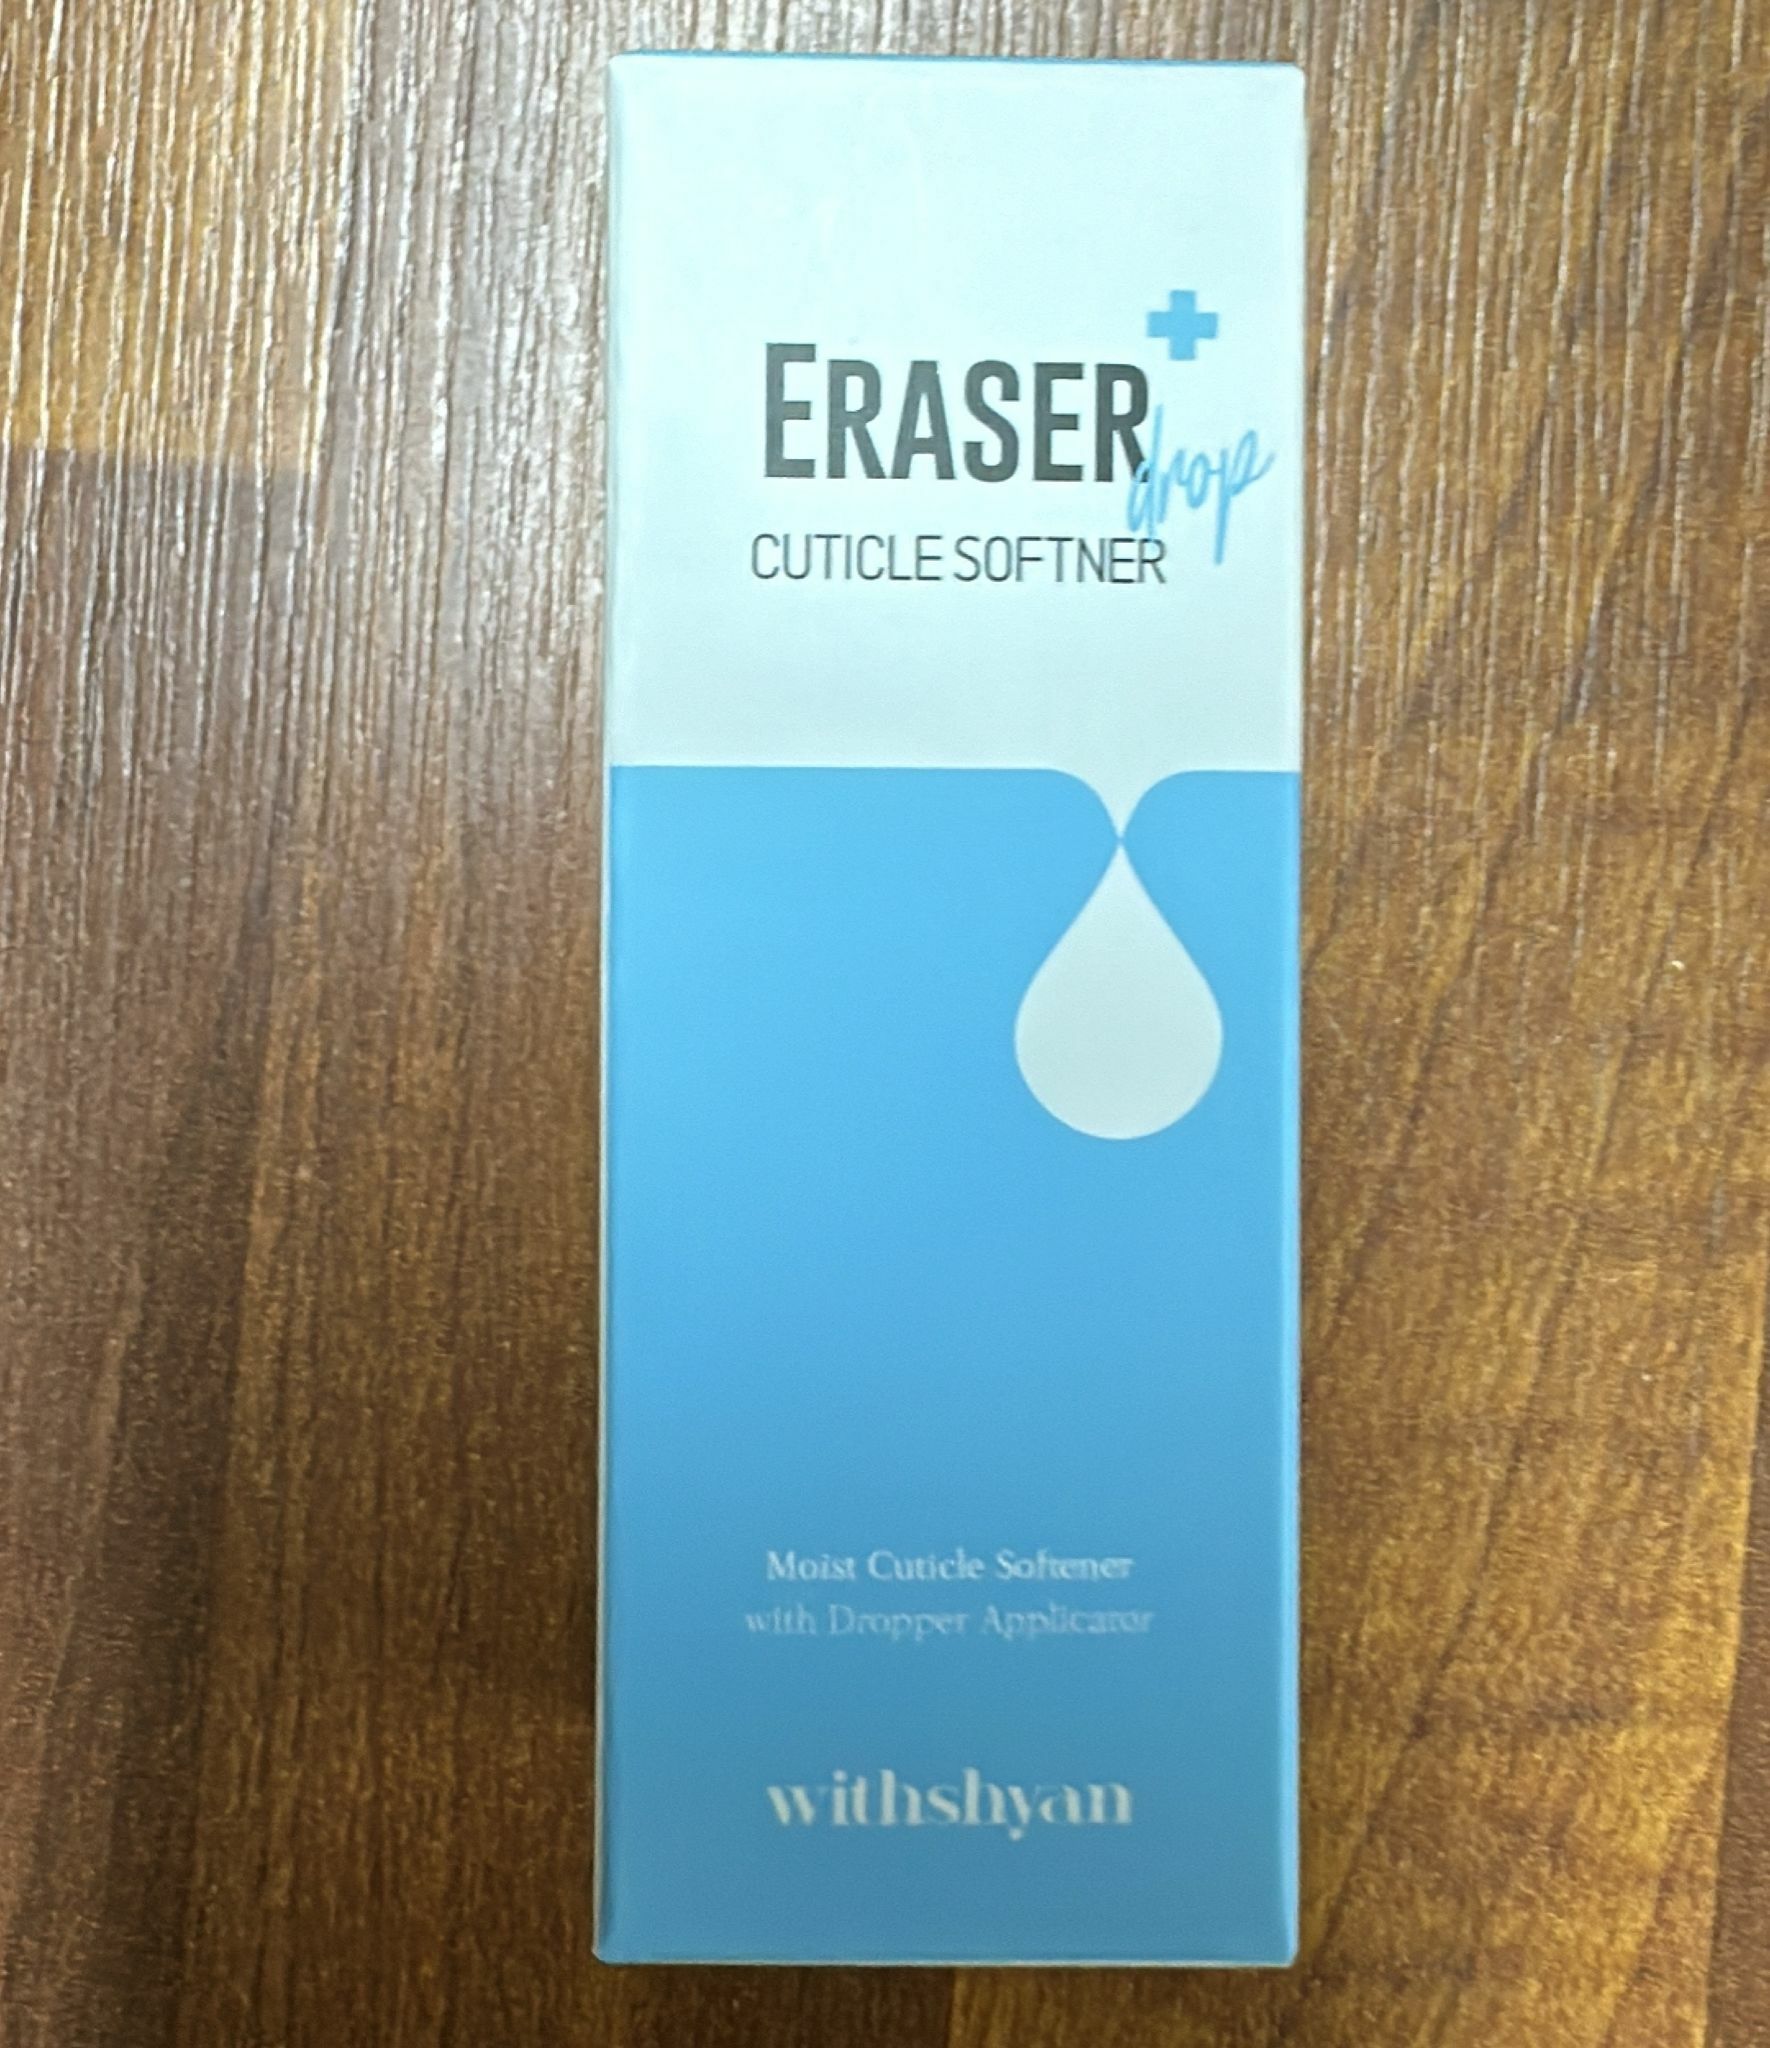 ERASER
drop
CUTICLE SOFTNER
Moist Cuticle Softener
with Dropper Applicator
withshyan